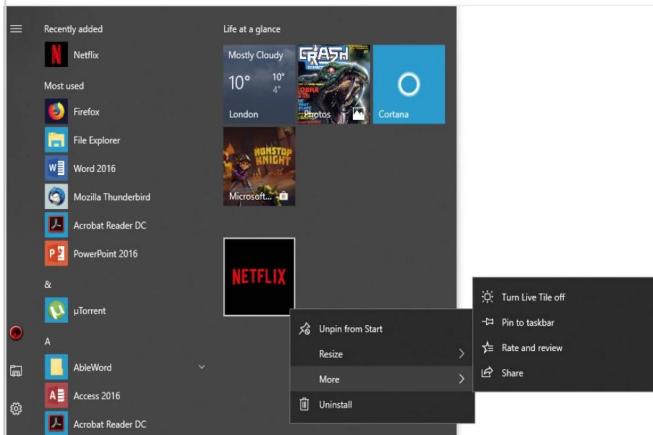 Recently added
Netflix
Most used
Firefox
File Explorer
Word 2016
Mozilla Thunderbird
Acrobat Reader DC
PowerPoint 2016
&
µTorrent
A
AbleWord
Access 2016
Acrobat Reader DC
Life at a glance
Mostly Cloudy
10° 10°
4°
London
CRASH
Photos
Cortana
NONSTOP
KNIGHT
Microsoft...
NETFLIX
Unpin from Start
Resize
More
Uninstall
Turn Live Tile off
Pin to taskbar
Rate and review
Share